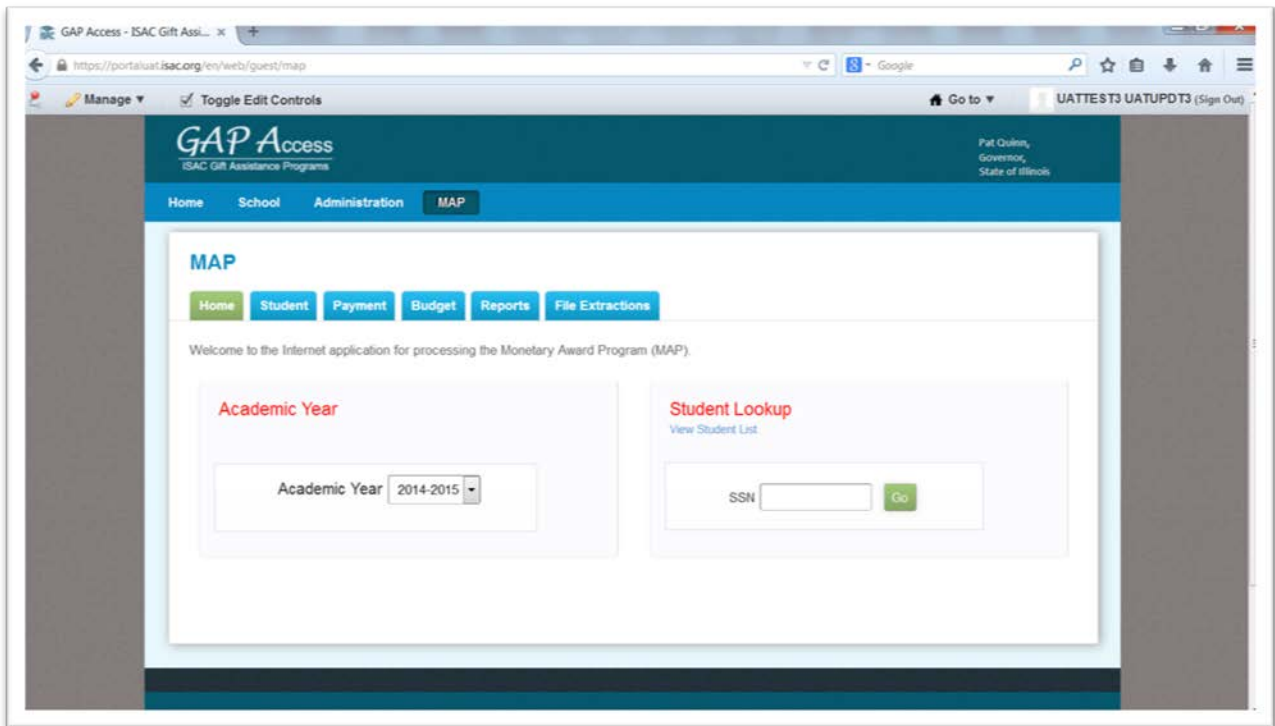 GAP Access - ISAC Gift Assi...
https://portaluat.isac.org/en/web/guest/map
Google
Manage
Toggle Edit Controls
Go to
UATTEST3 UATUPDT3 (Sign Out)
GAP Access
ISAC Gift Assistance Programs
Pat Quinn,
Governor,
State of Illinois
Home School Administration MAP
MAP
Home Student Payment Budget Reports File Extractions
Welcome to the Internet application for processing the Monetary Award Program (MAP).
Academic Year
Student Lookup
View Student List
Academic Year 2014-2015
SSN Go